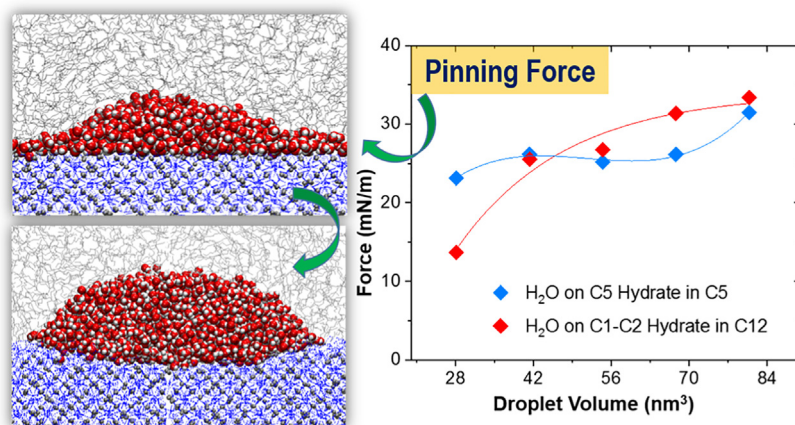 Pinning Force
40
30
20
10
0
Force (mN/m)
H₂O on C5 Hydrate in C5
H₂O on C1-C2 Hydrate in C12
28 42 56 70 84
Droplet Volume (nm³)